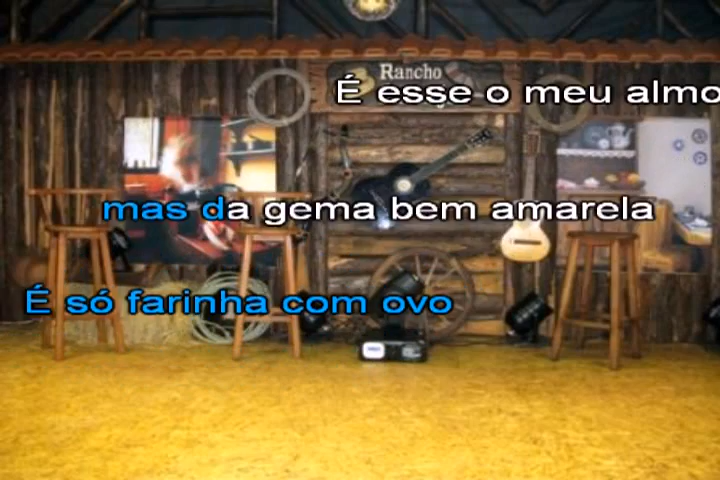 Rancho
É esse o meu almo
mas da gema bem amarela
É só farinha com ovo